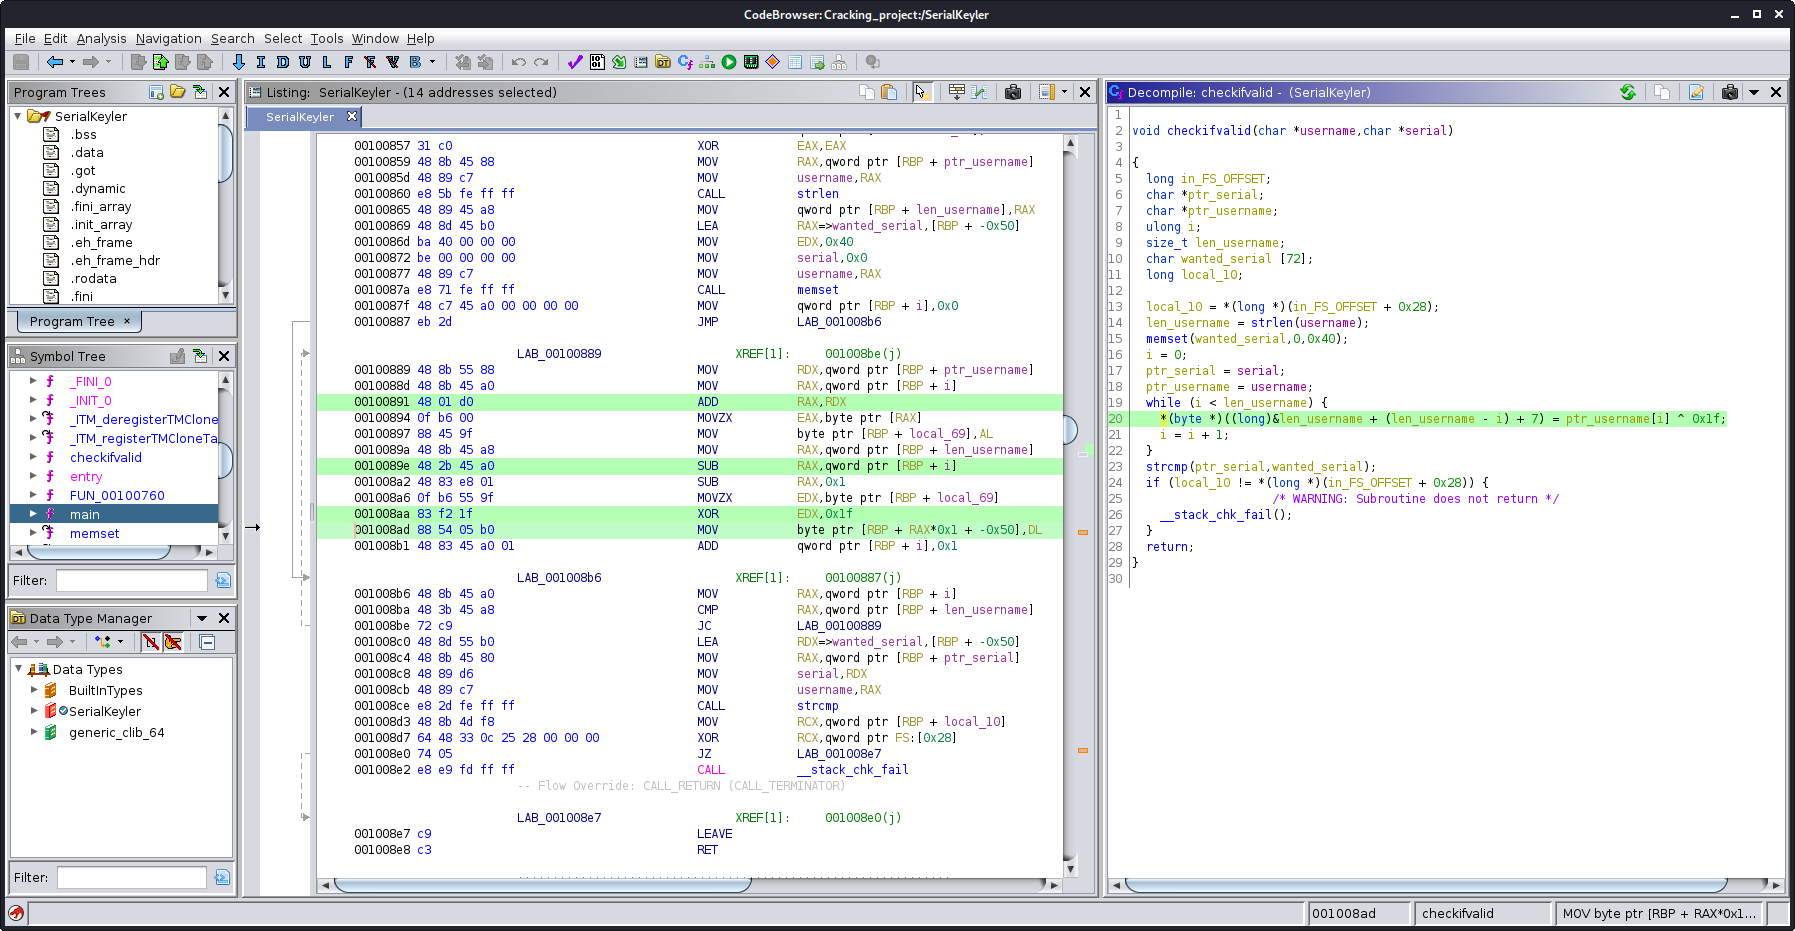 CodeBrowser: Cracking_project:/SerialKeyler
File Edit Analysis Navigation Search Select Tools Window Help
I D U L F B
Program Trees
SerialKeyler
.bss
.data
.got
.dynamic
.fini_array
.init_array
.eh_frame
.eh_frame_hdr
.rodata
.fini
Program Tree ×
Symbol Tree
f _FINI_0
f _INIT_0
f _ITM_deregisterTMClone
f _ITM_registerTMCloneTa
f checkifvalid
f entry
f FUN_00100760
f main
f memset
Filter:
Data Type Manager
Data Types
BuiltInTypes
SerialKeyler
generic_clib_64
Filter:
Listing: SerialKeyler - (14 addresses selected)
SerialKeyler
00100857 31 c0 XOR EAX,EAX
00100859 48 8b 45 88 MOV RAX,qword ptr [RBP + ptr_username]
0010085d 48 89 c7 MOV username,RAX
00100860 e8 5b fe ff ff CALL strlen
00100865 48 89 45 a8 MOV qword ptr [RBP + len_username],RAX
00100869 48 8d 45 b0 LEA RAX=>wanted_serial,[RBP + -0x50]
0010086d ba 40 00 00 00 MOV EDX,0x40
00100872 be 00 00 00 00 MOV serial,0x0
00100877 48 89 c7 MOV username,RAX
0010087a e8 71 fe ff ff CALL memset
0010087f 48 c7 45 a0 00 00 00 00 MOV qword ptr [RBP + i],0x0
00100887 eb 2d JMP LAB_001008b6
LAB_00100889 XREF[1]: 001008be(j)
00100889 48 8b 55 88 MOV RDX,qword ptr [RBP + ptr_username]
0010088d 48 8b 45 a0 MOV RAX,qword ptr [RBP + i]
00100891 48 01 d0 ADD RAX,RDX
00100894 0f b6 00 MOVZX EAX,byte ptr [RAX]
00100897 88 45 9f MOV byte ptr [RBP + local_69],AL
0010089a 48 8b 45 a8 MOV RAX,qword ptr [RBP + len_username]
0010089e 48 2b 45 a0 SUB RAX,qword ptr [RBP + i]
001008a2 48 83 e8 01 SUB RAX,0x1
001008a6 0f b6 55 9f MOVZX EDX,byte ptr [RBP + local_69]
001008aa 83 f2 1f XOR EDX,0x1f
001008ad 88 54 05 b0 MOV byte ptr [RBP + RAX*0x1 + -0x50],DL
001008b1 48 83 45 a0 01 ADD qword ptr [RBP + i],0x1
LAB_001008b6 XREF[1]: 00100887(j)
001008b6 48 8b 45 a0 MOV RAX,qword ptr [RBP + i]
001008ba 48 3b 45 a8 CMP RAX,qword ptr [RBP + len_username]
001008be 72 c9 JC LAB_00100889
001008c0 48 8d 55 b0 LEA RDX=>wanted_serial,[RBP + -0x50]
001008c4 48 8b 45 80 MOV RAX,qword ptr [RBP + ptr_serial]
001008c8 48 89 d6 MOV serial,RDX
001008cb 48 89 c7 MOV username,RAX
001008ce e8 2d fe ff ff CALL strcmp
001008d3 48 8b 4d f8 MOV RCX,qword ptr [RBP + local_10]
001008d7 64 48 33 0c 25 28 00 00 00 XOR RCX,qword ptr FS:[0x28]
001008e0 74 05 JZ LAB_001008e7
001008e2 e8 e9 fd ff ff CALL __stack_chk_fail
-- Flow Override: CALL_RETURN (CALL_TERMINATOR)
LAB_001008e7 XREF[1]: 001008e0(j)
001008e7 c9 LEAVE
001008e8 c3 RET
Decompile: checkifvalid - (SerialKeyler)
1
2 void checkifvalid(char *username,char *serial)
3
4 {
5 long in_FS_OFFSET;
6 char *ptr_serial;
7 char *ptr_username;
8 ulong i;
9 size_t len_username;
10 char wanted_serial [72];
11 long local_10;
12
13 local_10 = *(long *)(in_FS_OFFSET + 0x28);
14 len_username = strlen(username);
15 memset(wanted_serial,0,0x40);
16 i = 0;
17 ptr_serial = serial;
18 ptr_username = username;
19 while (i < len_username) {
20 *(byte *)((long)&len_username + (len_username - i) + 7) = ptr_username[i] ^ 0x1f;
21 i = i + 1;
22 }
23 strcmp(ptr_serial,wanted_serial);
24 if (local_10 != *(long *)(in_FS_OFFSET + 0x28)) {
25 /* WARNING: Subroutine does not return */
26 __stack_chk_fail();
27 }
28 return;
29 }
30
001008ad checkifvalid MOV byte ptr [RBP + RAX*0x1...